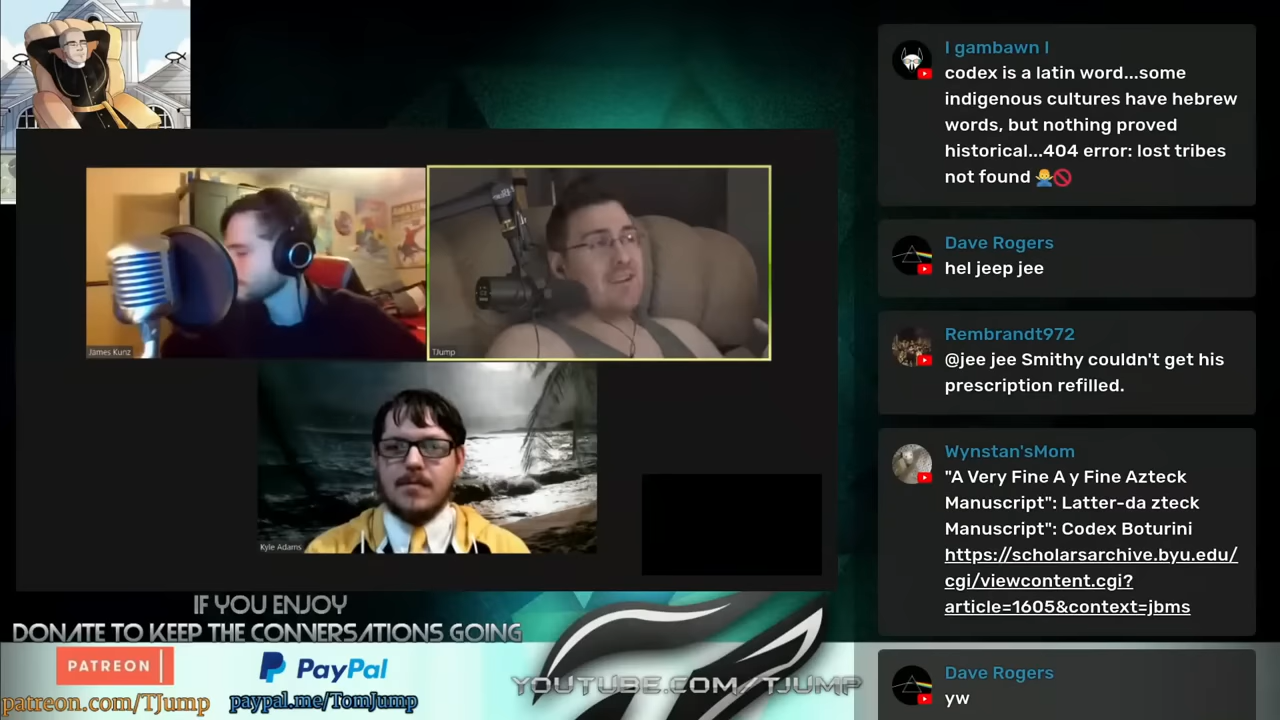 James Kunz
TJump
Kyle Adams
IF YOU ENJOY
DONATE TO KEEP THE CONVERSATIONS GOING
PATREON
PayPal
patreon.com/TJump
paypal.me/TomJump
YOUTUBE.COM/TJUMP
I gambawn I
codex is a latin word...some
indigenous cultures have hebrew
words, but nothing proved
historical...404 error: lost tribes
not found 🤷‍♂️🚫
Dave Rogers
hel jeep jee
Rembrandt972
@jee jee Smithy couldn't get his
prescription refilled.
Wynstan'sMom
"A Very Fine A y Fine Azteck
Manuscript": Latter-da zteck
Manuscript": Codex Boturini
https://scholarsarchive.byu.edu/
cgi/viewcontent.cgi?
article=1605&context=jbms
Dave Rogers
yw